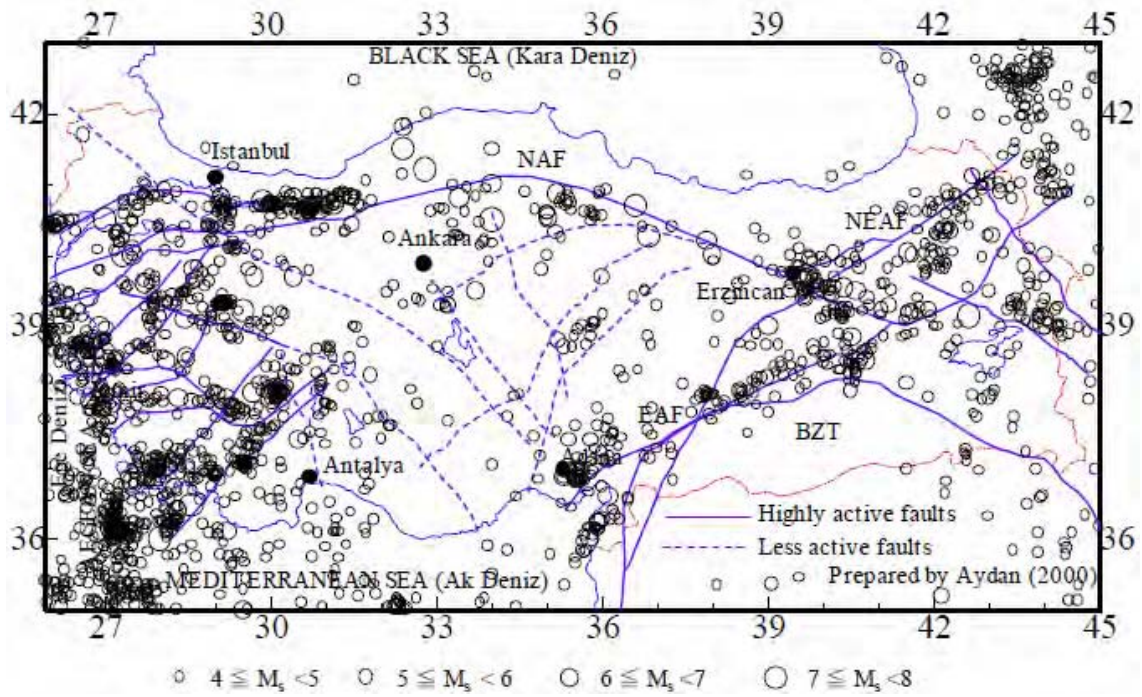 27 30 33 36 39 42 45
BLACK SEA (Kara Deniz)
42 42
Istanbul
NAF
NEAF
Ankara
Erzincan
39 39
EAF
BZT
Adana
Antalya
Ege Deniz
Highly active faults
36 36
Less active faults
MEDITERRANEAN SEA (Ak Deniz)
Prepared by Aydan (2000)
27 30 33 36 39 42 45
4 ≦ Ms <5 5 ≦ Ms < 6 6 ≦ Ms <7 7 ≦ Ms <8